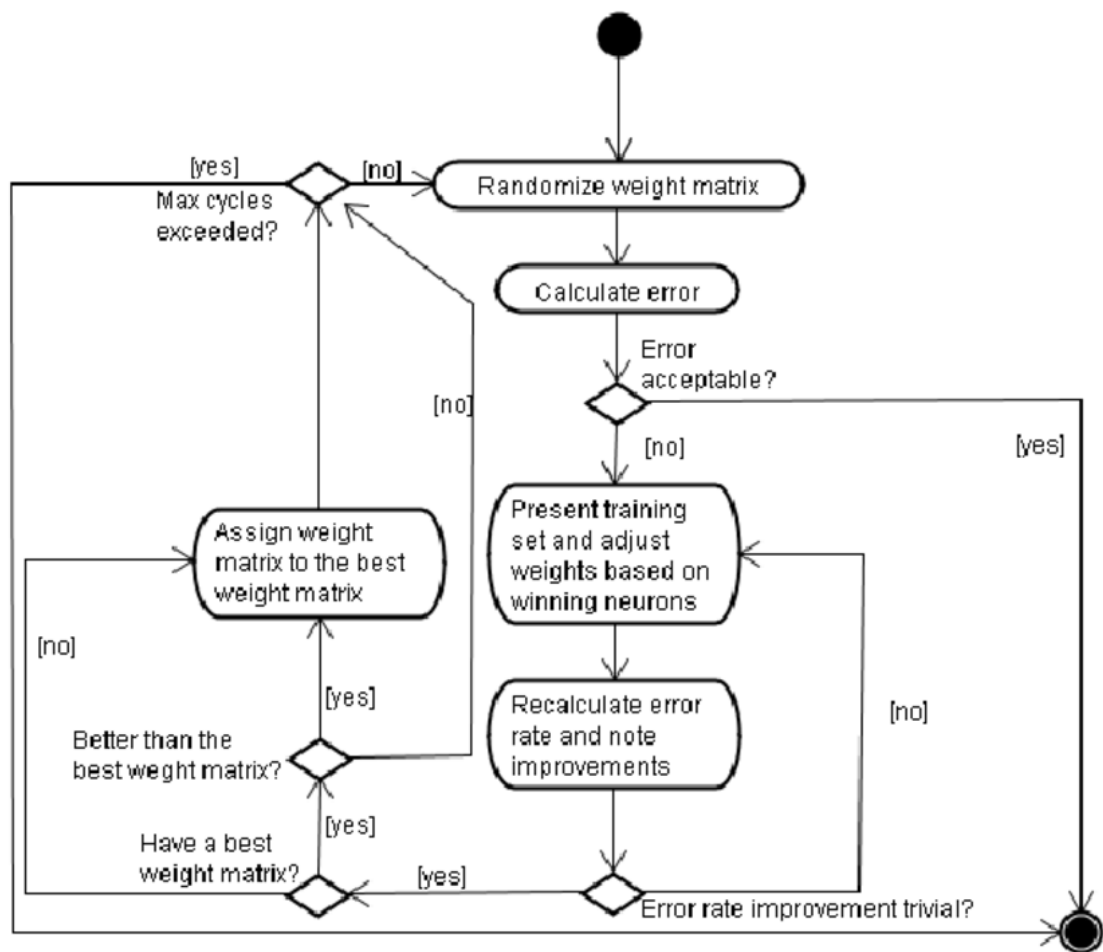 [yes]
[no]
Max cycles
exceeded?
Randomize weight matrix
Calculate error
Error
acceptable?
[no]
[yes]
[no]
Assign weight
matrix to the best
weight matrix
Present training
set and adjust
weights based on
winning neurons
[no]
[yes]
Recalculate error
rate and note
improvements
[no]
Better than the
best weght matrix?
[yes]
Have a best
weight matrix?
[yes]
Error rate improvement trivial?